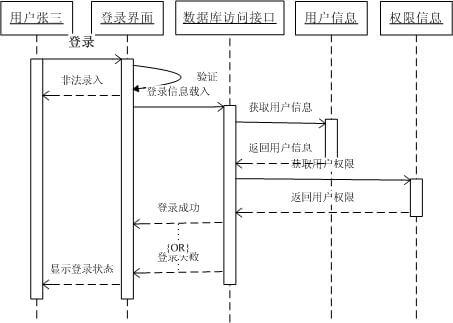 用户张三
登录界面
数据库访问接口
用户信息
权限信息
登录
验证
非法录入
登录信息载入
获取用户信息
返回用户信息
获取用户权限
返回用户权限
登录成功
{OR}
登录失败
显示登录状态